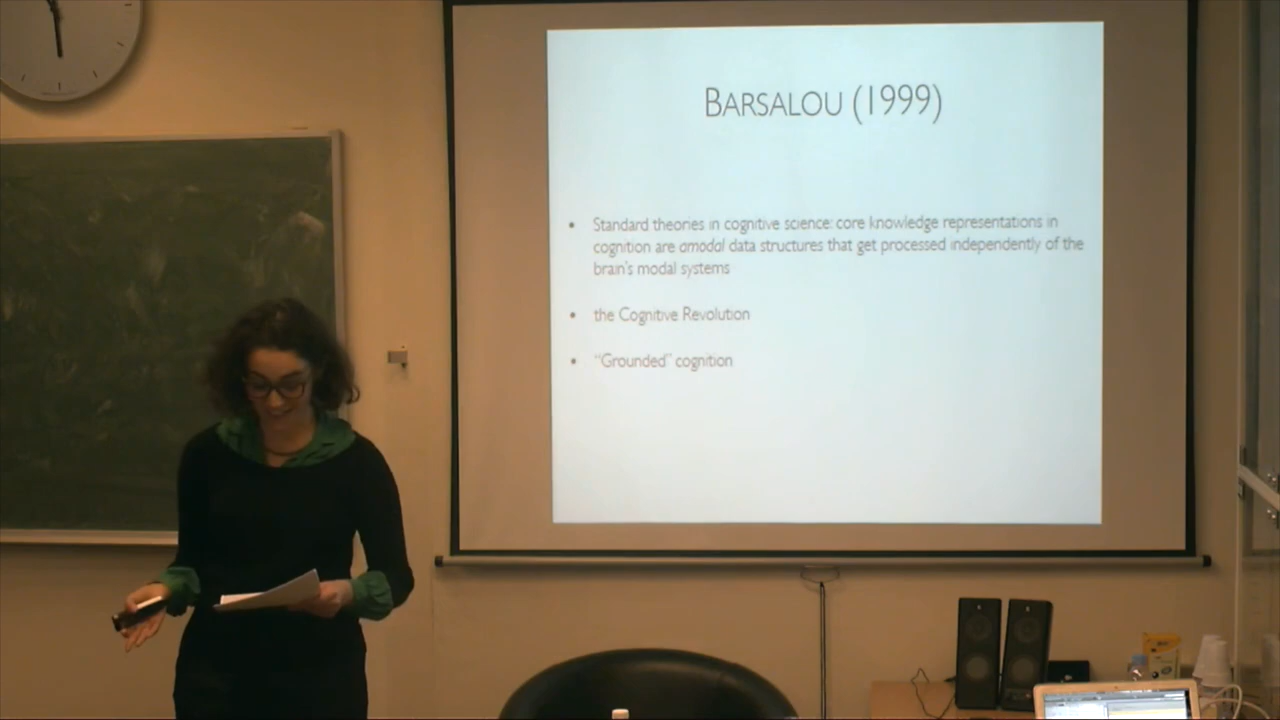 BARSALOU (1999)
• Standard theories in cognitive science: core knowledge representations in
cognition are amodal data structures that get processed independently of the
brain's modal systems
• the Cognitive Revolution
• "Grounded" cognition